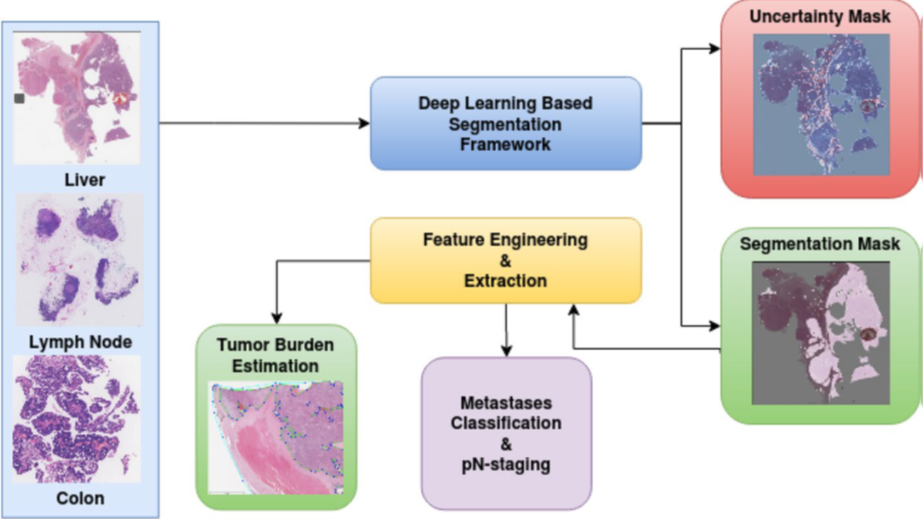 Liver
Lymph Node
Colon
Deep Learning Based
Segmentation
Framework
Uncertainty Mask
Segmentation Mask
Feature Engineering
&
Extraction
Tumor Burden
Estimation
Metastases
Classification
&
pN-staging